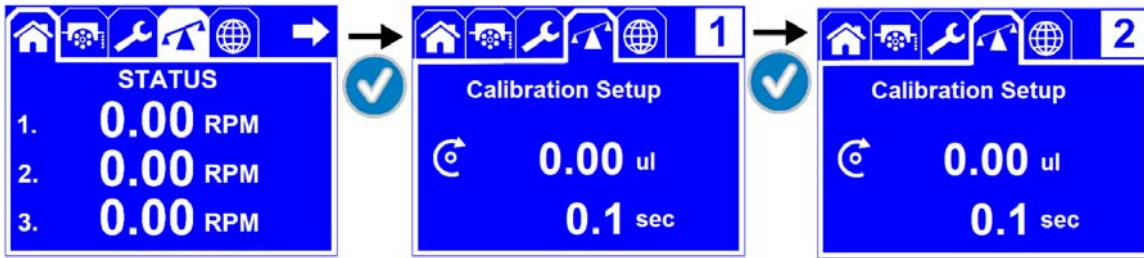 STATUS
1. 0.00 RPM
2. 0.00 RPM
3. 0.00 RPM
1
Calibration Setup
0.00 ul
0.1 sec
2
Calibration Setup
0.00 ul
0.1 sec